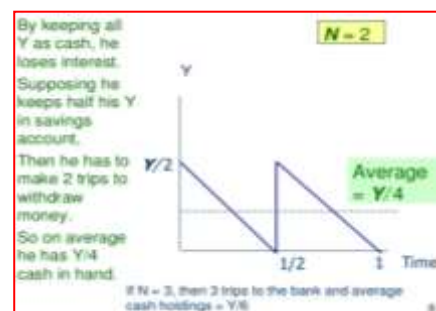 By keeping all
Y as cash, he
loses interest.
Supposing he
keeps half his Y
in savings
account,
Then he has to
make 2 trips to
withdraw
money.
So on average
he has Y/4
cash in hand.
N = 2
Y
Y/2
Average
= Y/4
1/2
1
Time
If N = 3, then 3 trips to the bank and average
cash holdings = Y/6